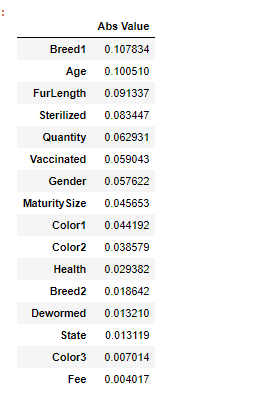 :
Abs Value
Breed1 0.107834
Age 0.100510
FurLength 0.091337
Sterilized 0.083447
Quantity 0.062931
Vaccinated 0.059043
Gender 0.057622
MaturitySize 0.045653
Color1 0.044192
Color2 0.038579
Health 0.029382
Breed2 0.018642
Dewormed 0.013210
State 0.013119
Color3 0.007014
Fee 0.004017